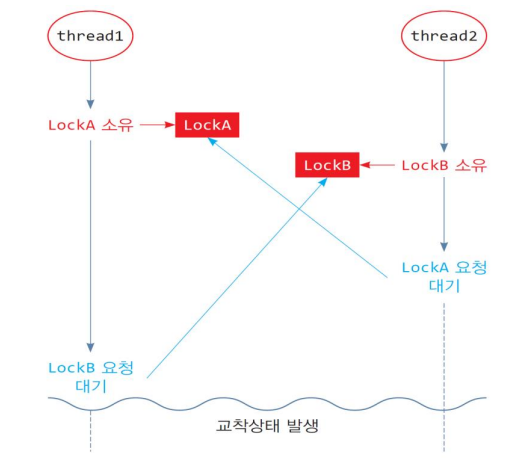 thread1
thread2
LockA 소유
LockA
LockB
LockB 소유
LockA 요청
대기
LockB 요청
대기
교착상태 발생